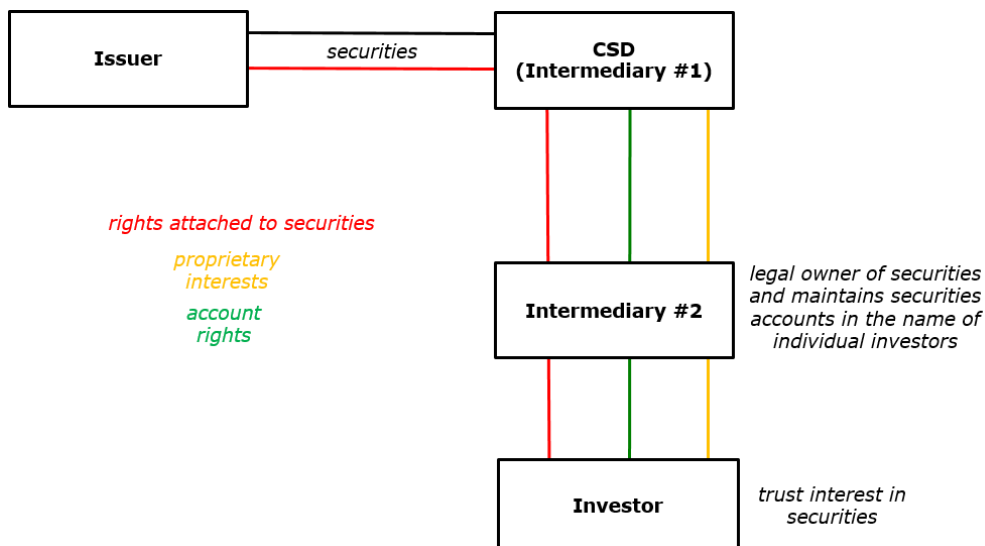 Issuer
securities
CSD
(Intermediary #1)
rights attached to securities
proprietary
interests
account
rights
Intermediary #2
legal owner of securities
and maintains securities
accounts in the name of
individual investors
Investor
trust interest in
securities